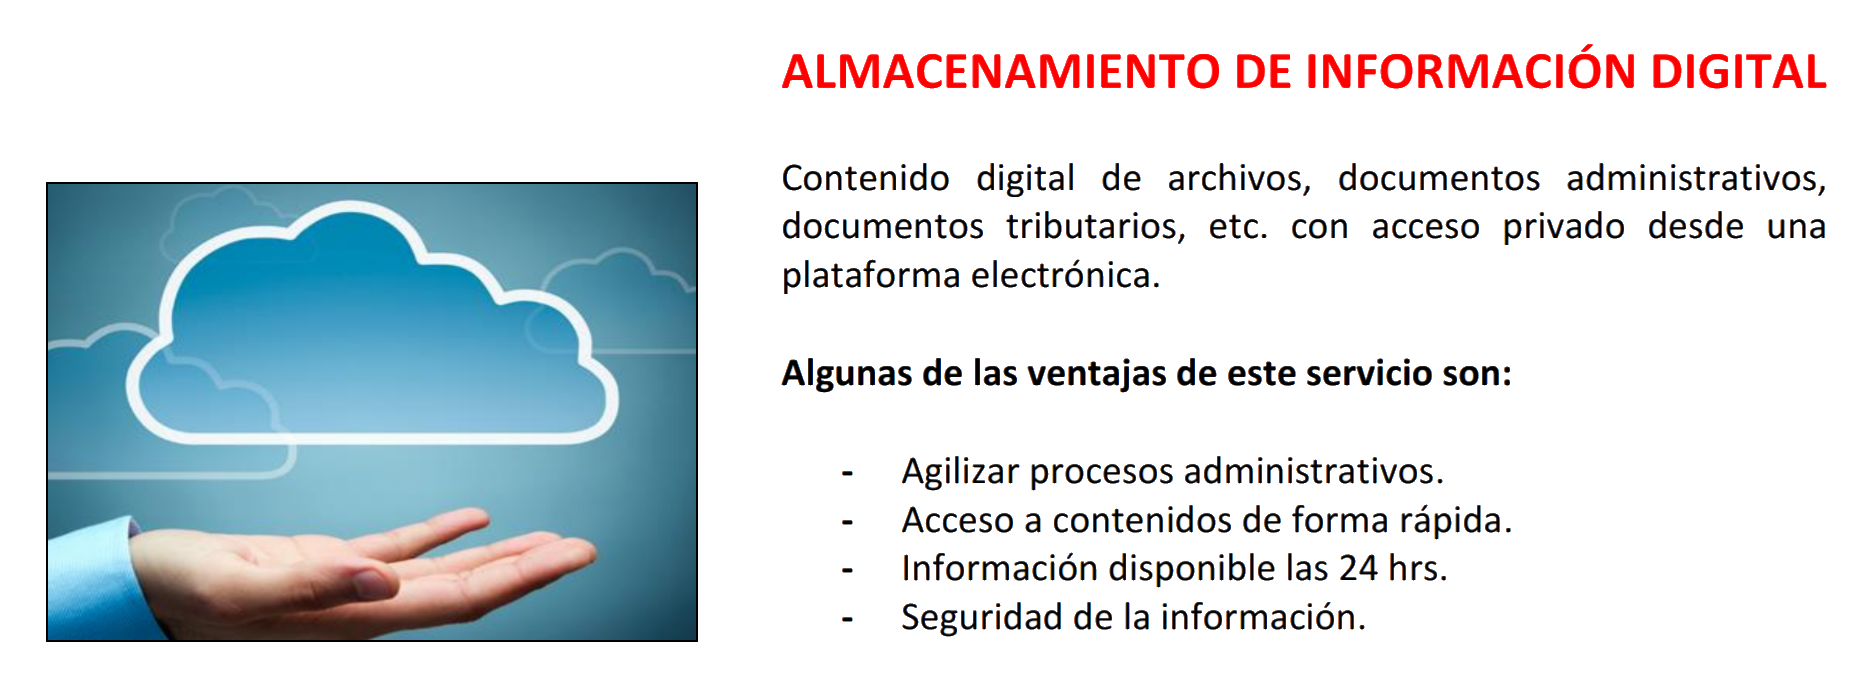 ALMACENAMIENTO DE INFORMACIÓN DIGITAL
Contenido digital de archivos, documentos administrativos,
documentos tributarios, etc. con acceso privado desde una
plataforma electrónica.
Algunas de las ventajas de este servicio son:
- Agilizar procesos administrativos.
- Acceso a contenidos de forma rápida.
- Información disponible las 24 hrs.
- Seguridad de la información.